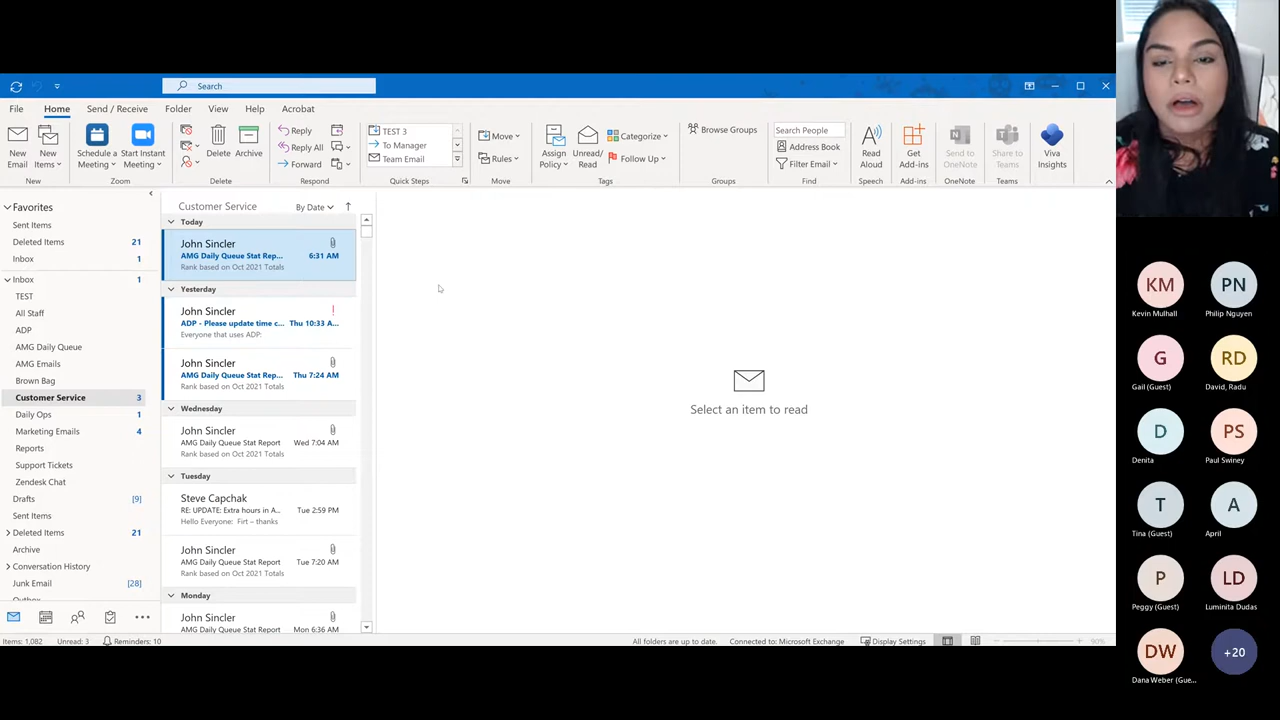 Search
File Home Send / Receive Folder View Help Acrobat
New Email
New Items
Schedule a Meeting
Start Instant Meeting
Delete
Archive
Reply
Reply All
Forward
TEST 3
To Manager
Team Email
Move
Rules
Assign Policy
Unread/ Read
Categorize
Follow Up
Browse Groups
Search People
Address Book
Filter Email
Read Aloud
Get Add-ins
Send to OneNote
Share to Teams
Viva Insights
New Zoom Delete Respond Quick Steps Move Tags Groups Find Speech Add-ins OneNote Teams
Favorites
Sent Items
Deleted Items 21
Inbox 1
Inbox 1
TEST
All Staff
ADP
AMG Daily Queue
AMG Emails
Brown Bag
Customer Service 3
Daily Ops 1
Marketing Emails 4
Reports
Support Tickets
Zendesk Chat
Drafts [9]
Sent Items
Deleted Items 21
Archive
Conversation History
Junk Email [28]
Outbox
Customer Service By Date
Today
John Sincler
AMG Daily Queue Stat Rep... 6:31 AM
Rank based on Oct 2021 Totals
Yesterday
John Sincler
ADP - Please update time c... Thu 10:33 A...
Everyone that uses ADP:
John Sincler
AMG Daily Queue Stat Rep... Thu 7:24 AM
Rank based on Oct 2021 Totals
Wednesday
John Sincler
AMG Daily Queue Stat Report Wed 7:04 AM
Rank based on Oct 2021 Totals
Tuesday
Steve Capchak
RE: UPDATE: Extra hours in A... Tue 2:59 PM
Hello Everyone: Firt – thanks
John Sincler
AMG Daily Queue Stat Report Tue 7:20 AM
Rank based on Oct 2021 Totals
Monday
John Sincler
AMG Daily Queue Stat Report Mon 6:36 AM
Select an item to read
Items: 1,082 Unread: 3 Reminders: 10 All folders are up to date. Connected to: Microsoft Exchange Display Settings 90%
KM
Kevin Mulhall
PN
Philip Nguyen
G
Gail (Guest)
RD
David, Radu
D
Denita
PS
Paul Swiney
T
Tina (Guest)
A
April
P
Peggy (Guest)
LD
Luminita Dudas
DW
Dana Weber (Gue...
+20